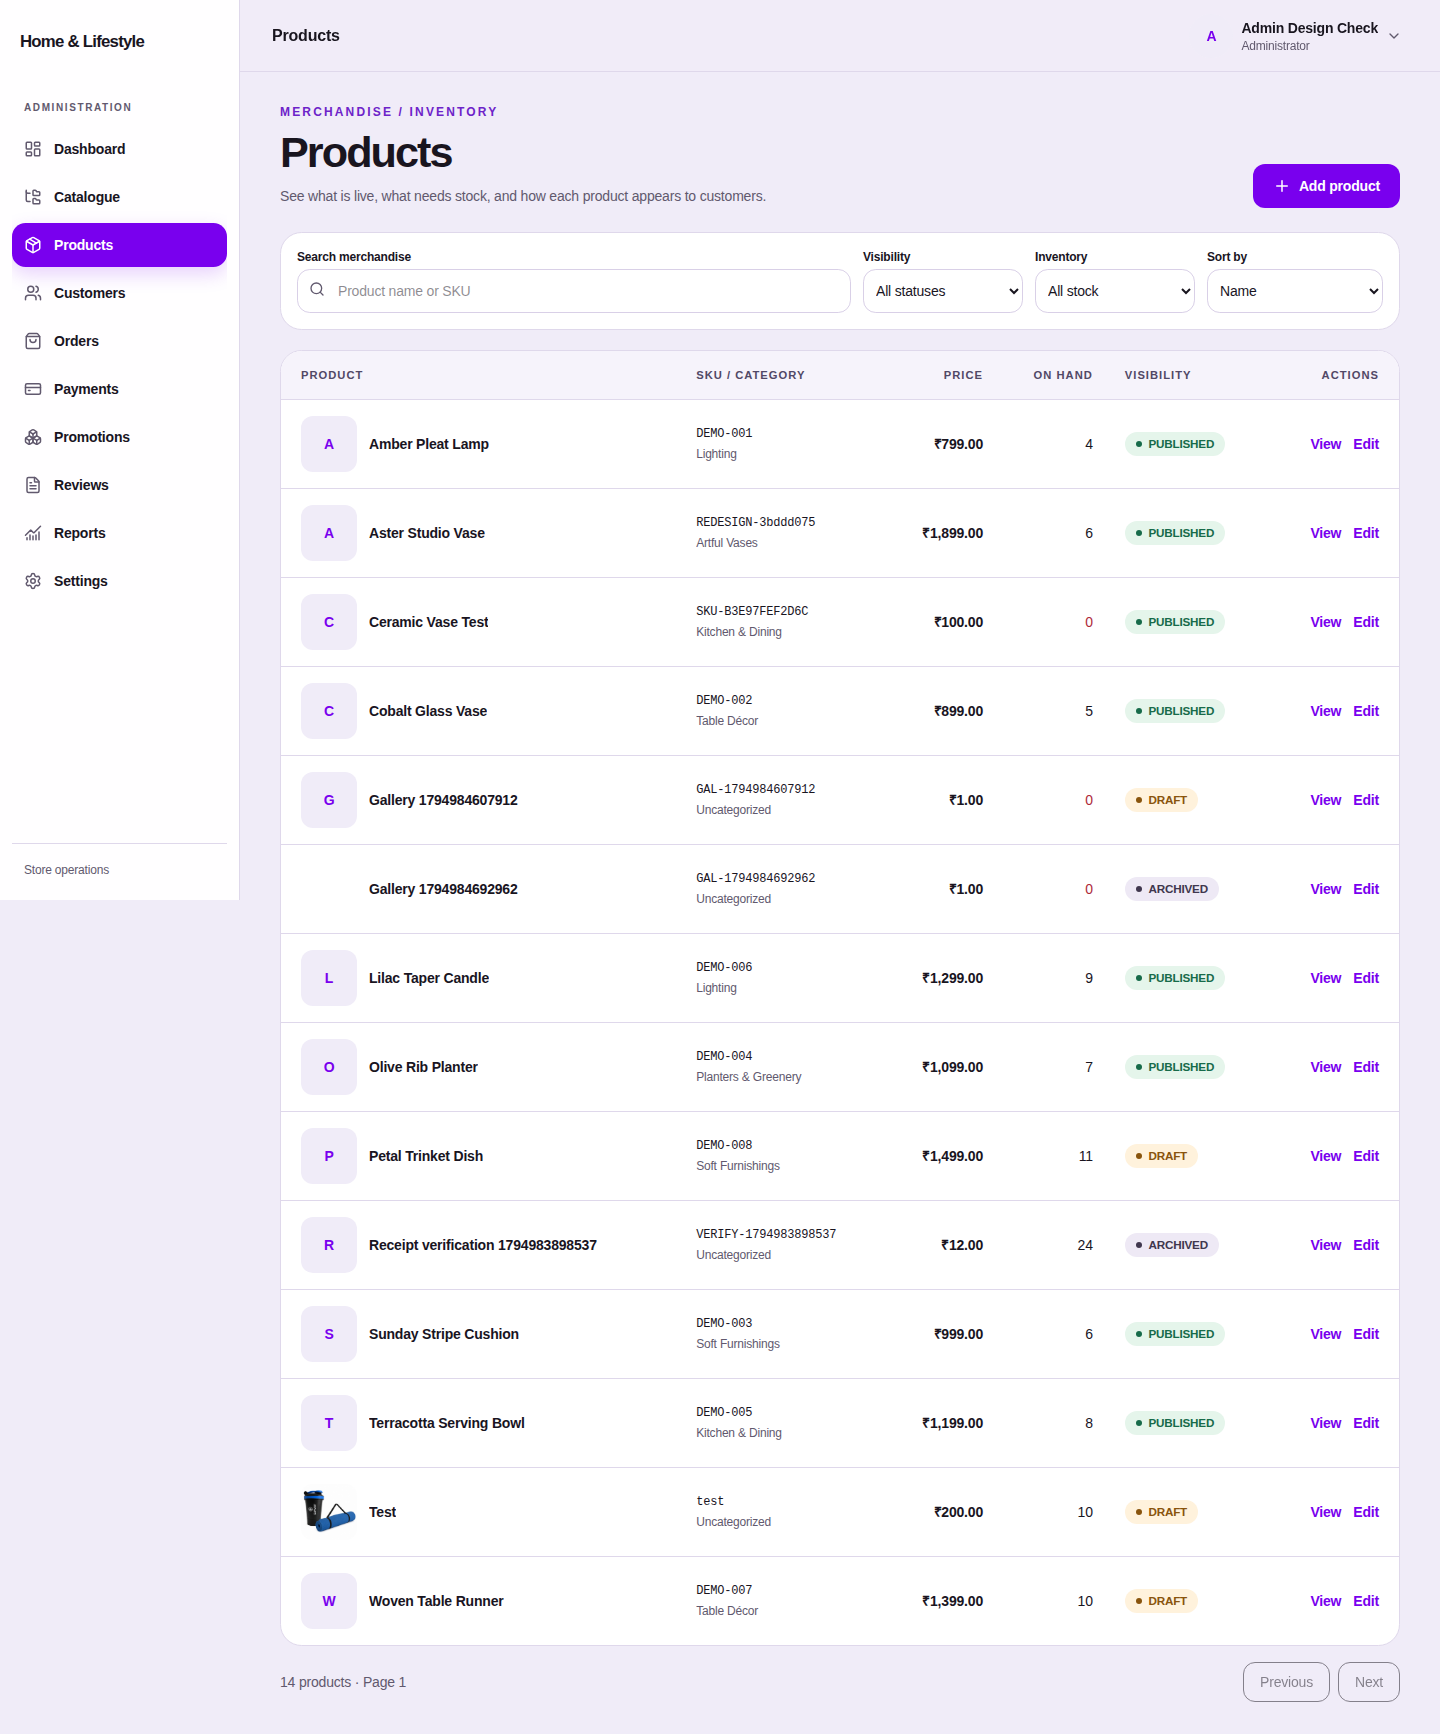 Home & Lifestyle
ADMINISTRATION
Dashboard
Catalogue
Products
Customers
Orders
Payments
Promotions
Reviews
Reports
Settings
Store operations
Products
A
Admin Design Check
Administrator
MERCHANDISE / INVENTORY
Products
See what is live, what needs stock, and how each product appears to customers.
Add product
Search merchandise
Product name or SKU
Visibility
All statuses
Inventory
All stock
Sort by
Name
PRODUCT SKU / CATEGORY PRICE ON HAND VISIBILITY ACTIONS
A Amber Pleat Lamp DEMO-001 ₹799.00 4 PUBLISHED View Edit
Lighting
A Aster Studio Vase REDESIGN-3bddd075 ₹1,899.00 6 PUBLISHED View Edit
Artful Vases
C Ceramic Vase Test SKU-B3E97FEF2D6C ₹100.00 0 PUBLISHED View Edit
Kitchen & Dining
C Cobalt Glass Vase DEMO-002 ₹899.00 5 PUBLISHED View Edit
Table Décor
G Gallery 1794984607912 GAL-1794984607912 ₹1.00 0 DRAFT View Edit
Uncategorized
Gallery 1794984692962 GAL-1794984692962 ₹1.00 0 ARCHIVED View Edit
Uncategorized
L Lilac Taper Candle DEMO-006 ₹1,299.00 9 PUBLISHED View Edit
Lighting
O Olive Rib Planter DEMO-004 ₹1,099.00 7 PUBLISHED View Edit
Planters & Greenery
P Petal Trinket Dish DEMO-008 ₹1,499.00 11 DRAFT View Edit
Soft Furnishings
R Receipt verification 1794983898537 VERIFY-1794983898537 ₹12.00 24 ARCHIVED View Edit
Uncategorized
S Sunday Stripe Cushion DEMO-003 ₹999.00 6 PUBLISHED View Edit
Soft Furnishings
T Terracotta Serving Bowl DEMO-005 ₹1,199.00 8 PUBLISHED View Edit
Kitchen & Dining
Test test ₹200.00 10 DRAFT View Edit
Uncategorized
W Woven Table Runner DEMO-007 ₹1,399.00 10 DRAFT View Edit
Table Décor
14 products · Page 1
Previous
Next